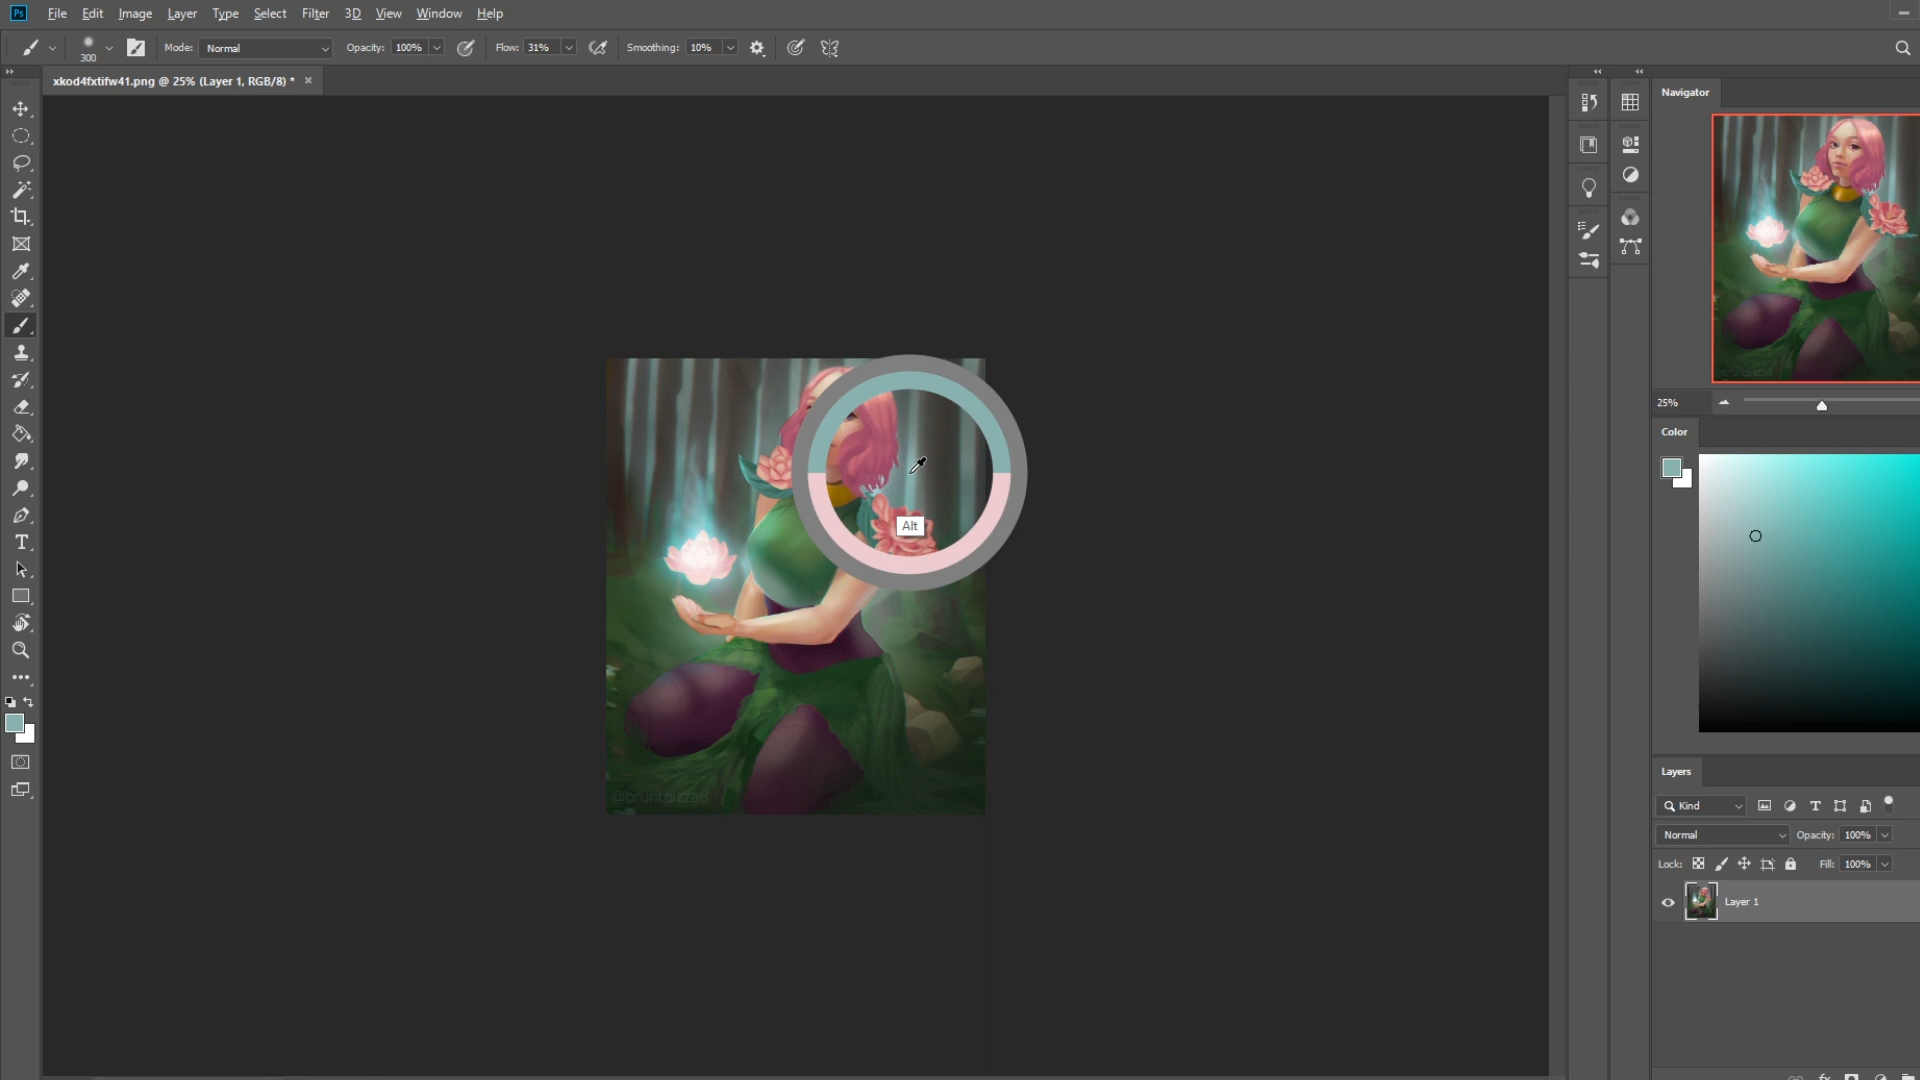 Ps File Edit Image Layer Type Select Filter 3D View Window Help
300 Mode: Normal Opacity: 100% Flow: 31% Smoothing: 10%
xkod4fxtifw41.png @ 25% (Layer 1, RGB/8) *
Navigator
25%
Color
Alt
@bruntpizza8
Layers
Kind
Normal Opacity: 100%
Lock: Fill: 100%
Layer 1
fx